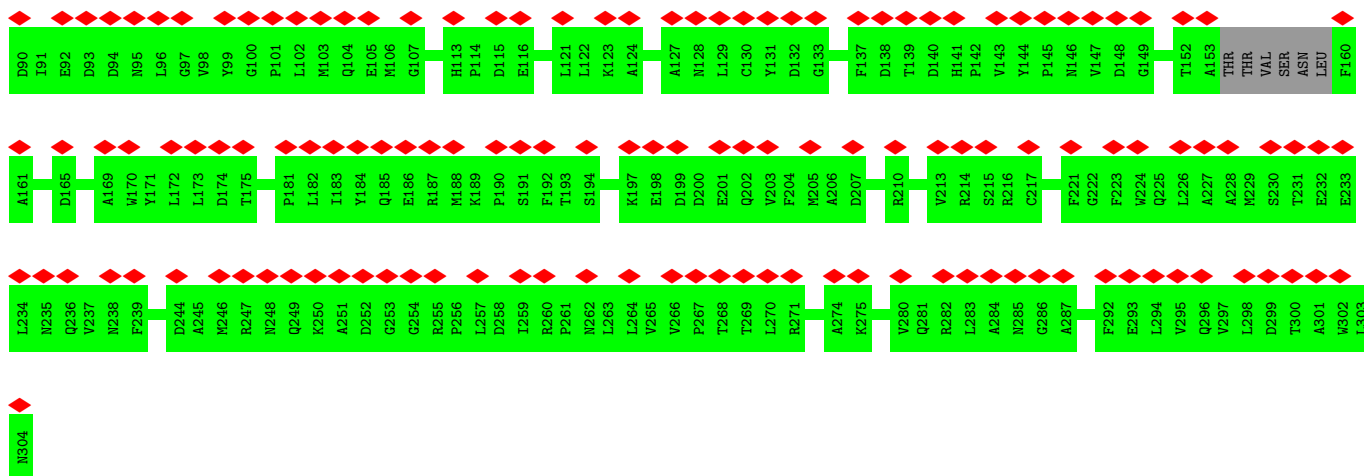 D90 I91 E92 D93 D94 N95 L96 G97 V98 Y99 G100 P101 L102 M103 Q104 E105 M106 G107 H113 P114 D115 E116 L121 L122 K123 A124 A127 N128 L129 C130 Y131 D132 G133 F137 D138 T139 D140 H141 P142 V143 Y144 P145 N146 V147 D148 G149 T152 A153 THR THR VAL SER ASN LEU F160
A161 D165 A169 W170 Y171 L172 L173 D174 T175 P181 L182 I183 Y184 Q185 E186 R187 M188 K189 P190 S191 F192 T193 S194 K197 E198 D199 D200 E201 Q202 V203 F204 M205 A206 D207 R210 V213 R214 S215 R216 C217 F221 G222 F223 W224 Q225 L226 A227 A228 M229 S230 T231 E232 E233
L234 N235 Q236 V237 N238 F239 D244 A245 M246 R247 N248 Q249 K250 A251 D252 G253 G254 R255 P256 L257 D258 I259 R260 P261 N262 L263 L264 V265 V266 P267 T268 T269 L270 R271 A274 K275 V280 Q281 R282 L283 A284 N285 G286 A287 F292 E293 L294 V295 Q296 V297 L298 D299 T300 A301 W302 L303
N304